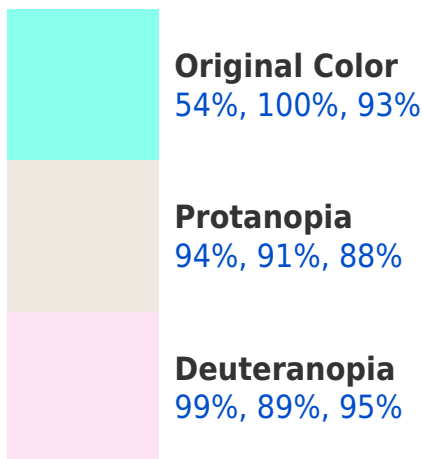 Original Color
54%, 100%, 93%
Protanopia
94%, 91%, 88%
Deuteranopia
99%, 89%, 95%